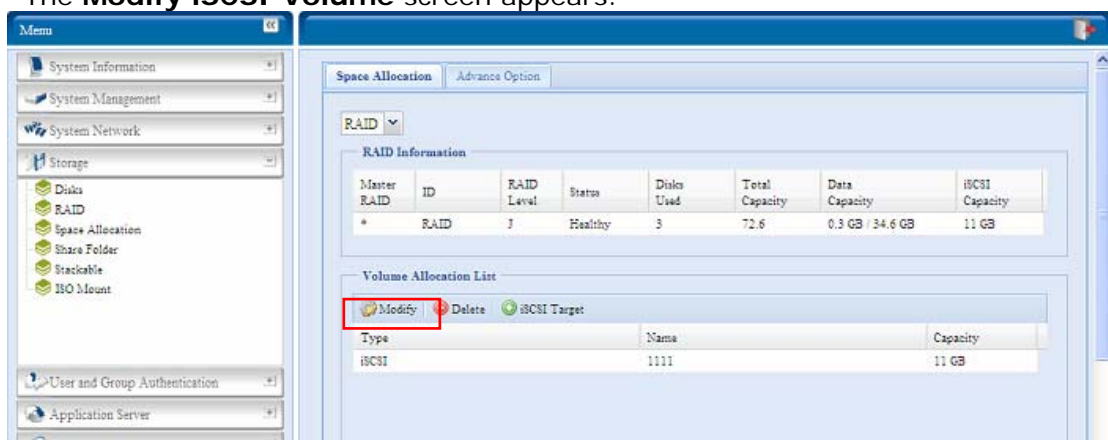 The Modify iSCSI Volume screen appears:
Menu
System Information
System Management
System Network
Storage
Disks
RAID
Space Allocation
Share Folder
Stackable
ISO Mount
User and Group Authentication
Application Server
Space Allocation Advance Option
RAID
RAID Information
Master RAID ID RAID Level Status Disks Used Total Capacity Data Capacity iSCSI Capacity
* RAID J Healthy 3 72.6 0.3 GB / 34.6 GB 11 GB
Volume Allocation List
Modify Delete iSCSI Target
Type Name Capacity
iSCSI 1111 11 GB